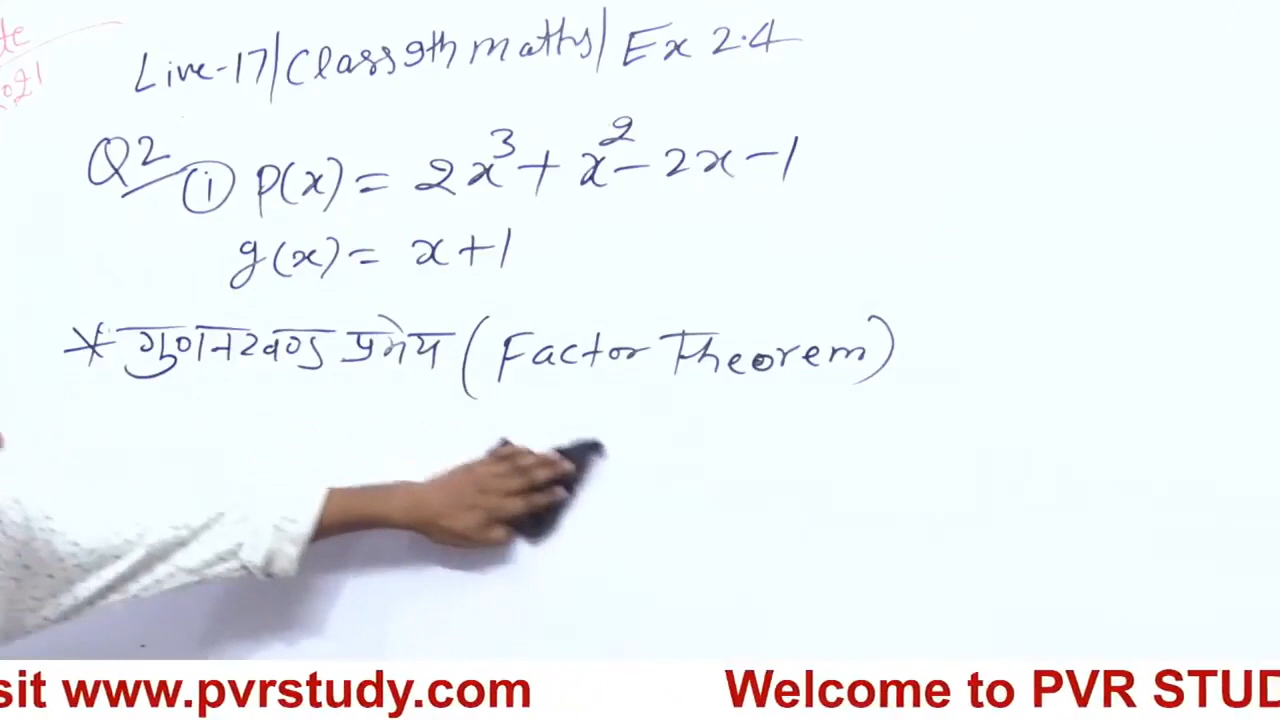 Live-17/Class 9th maths/ Ex 2.4
Q2 ① p(x) = 2x³ + x² - 2x - 1
g(x) = x + 1
* गुणनखण्ड प्रमेय (Factor Theorem)
sit www.pvrstudy.com Welcome to PVR STUD